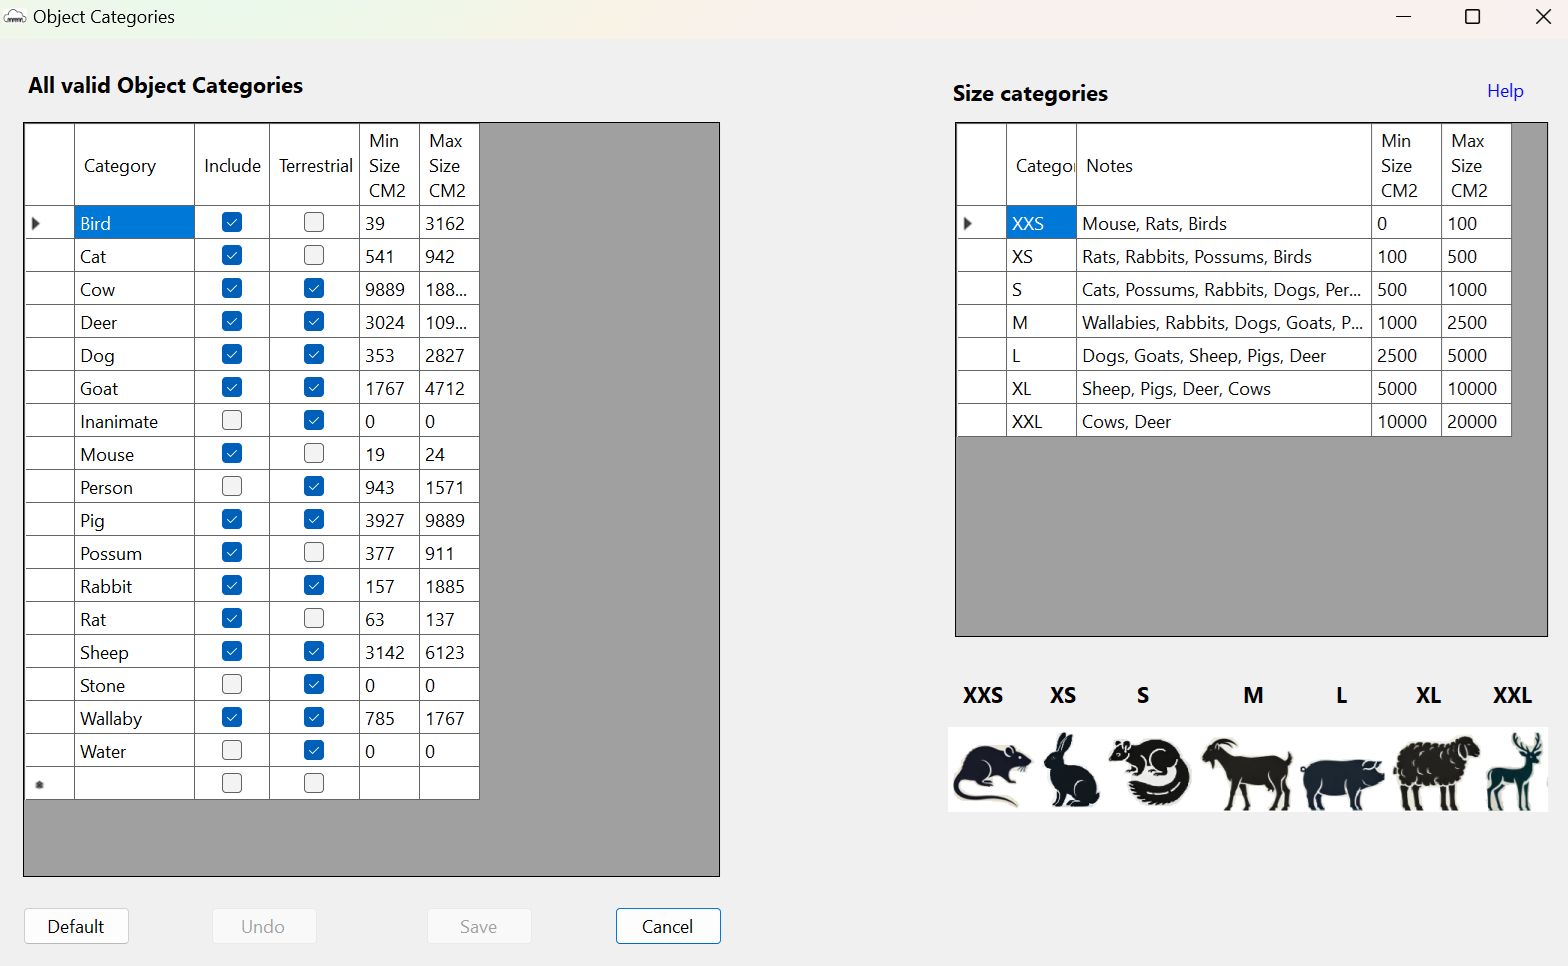 Object Categories
All valid Object Categories
Category Include Terrestrial Min Size CM2 Max Size CM2
Bird 39 3162
Cat 541 942
Cow 9889 188...
Deer 3024 109...
Dog 353 2827
Goat 1767 4712
Inanimate 0 0
Mouse 19 24
Person 943 1571
Pig 3927 9889
Possum 377 911
Rabbit 157 1885
Rat 63 137
Sheep 3142 6123
Stone 0 0
Wallaby 785 1767
Water 0 0
Default Undo Save Cancel
Size categories Help
Categor Notes Min Size CM2 Max Size CM2
XXS Mouse, Rats, Birds 0 100
XS Rats, Rabbits, Possums, Birds 100 500
S Cats, Possums, Rabbits, Dogs, Per... 500 1000
M Wallabies, Rabbits, Dogs, Goats, P... 1000 2500
L Dogs, Goats, Sheep, Pigs, Deer 2500 5000
XL Sheep, Pigs, Deer, Cows 5000 10000
XXL Cows, Deer 10000 20000
XXS XS S M L XL XXL